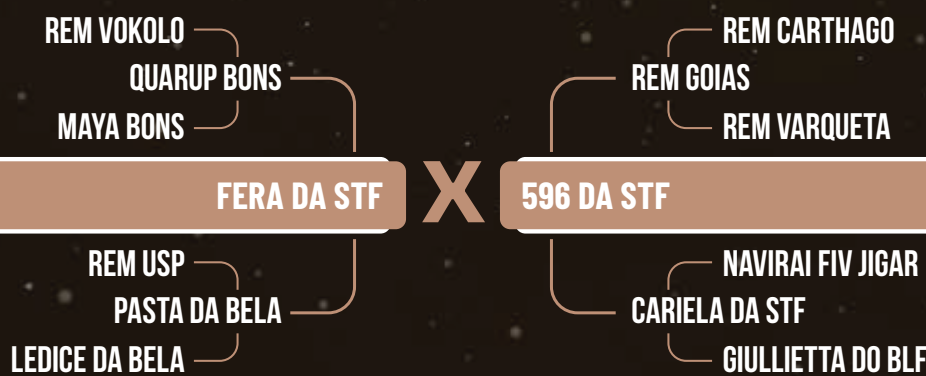 REM VOKOLO
QUARUP BONS
MAYA BONS
FERA DA STF
REM USP
PASTA DA BELA
LEDICE DA BELA
X
REM CARTHAGO
REM GOIAS
REM VARQUETA
596 DA STF
NAVIRAI FIV JIGAR
CARIELA DA STF
GIULLIETTA DO BLF